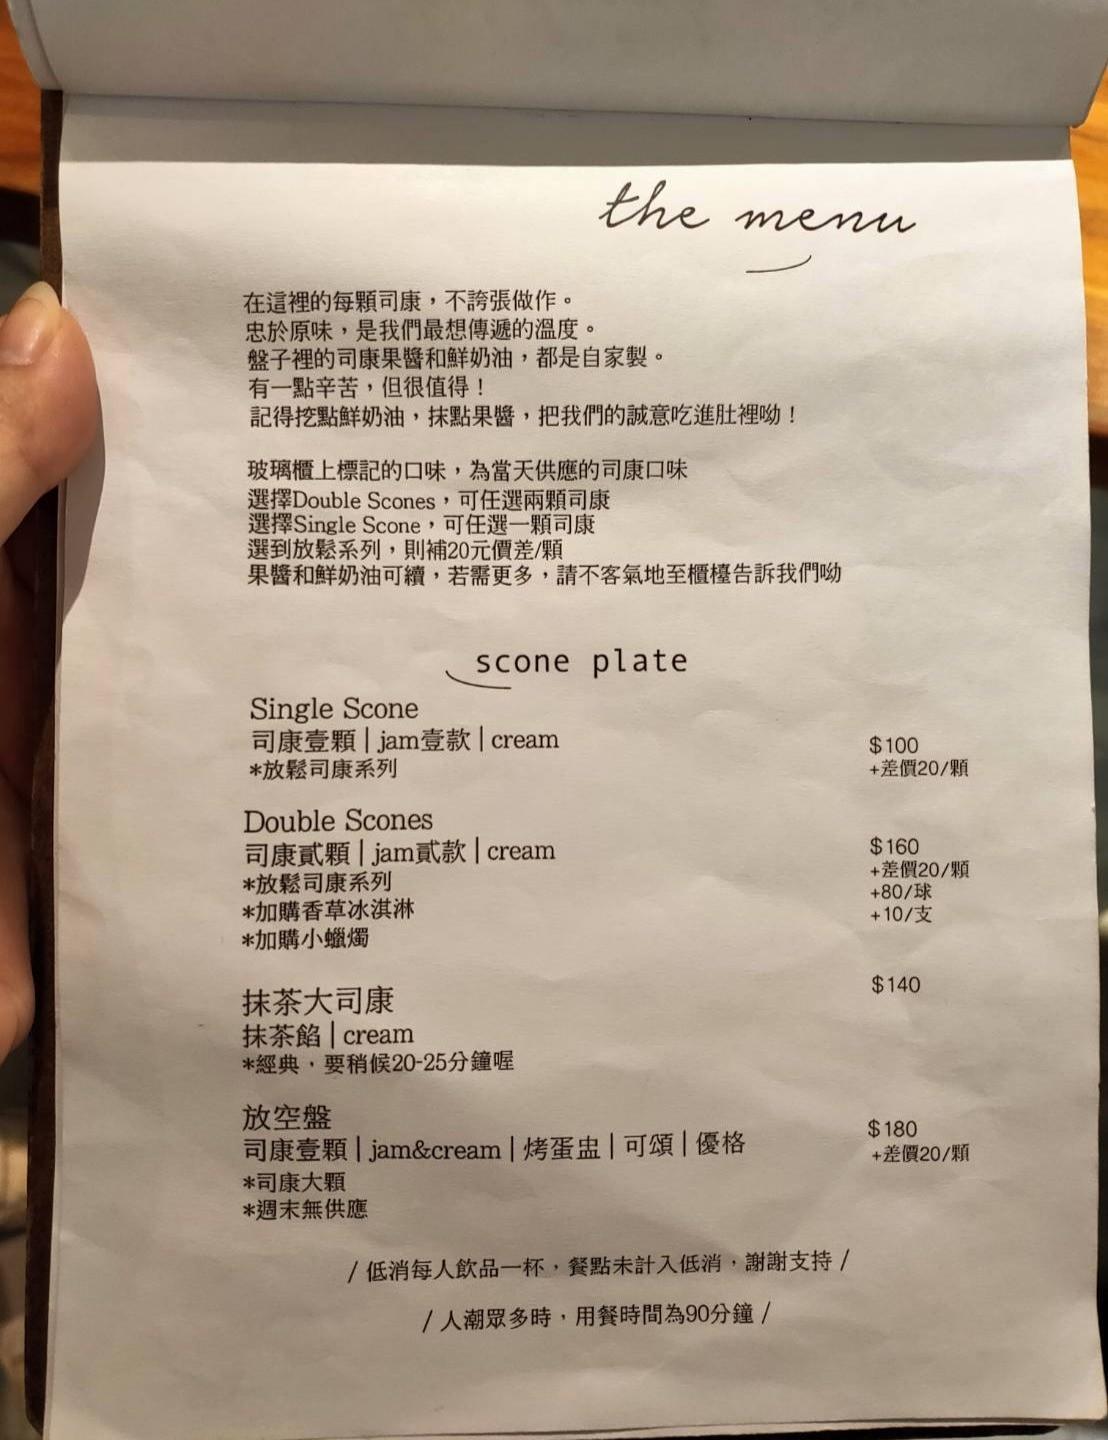 the menu
在這裡的每顆司康，不誇張做作。
忠於原味，是我們最想傳遞的溫度。
盤子裡的司康果醬和鮮奶油，都是自家製。
有一點辛苦，但很值得！
記得挖點鮮奶油，抹點果醬，把我們的誠意吃進肚裡呦！
玻璃櫃上標記的口味，為當天供應的司康口味
選擇Double Scones，可任選兩顆司康
選擇Single Scone，可任選一顆司康
選到放鬆系列，則補20元價差/顆
果醬和鮮奶油可續，若需更多，請不客氣地至櫃檯告訴我們呦
scone plate
Single Scone
司康壹顆 | jam壹款 | cream $100
*放鬆司康系列 +差價20/顆
Double Scones
司康貳顆 | jam貳款 | cream $160
*放鬆司康系列 +差價20/顆
*加購香草冰淇淋 +80/球
*加購小蠟燭 +10/支
抹茶大司康 $140
抹茶餡 | cream
*經典，要稍候20-25分鐘喔
放空盤
司康壹顆 | jam&cream | 烤蛋盅 | 可頌 | 優格 $180
*司康大顆 +差價20/顆
*週末無供應
/ 低消每人飲品一杯，餐點未計入低消，謝謝支持 /
/ 人潮眾多時，用餐時間為90分鐘 /